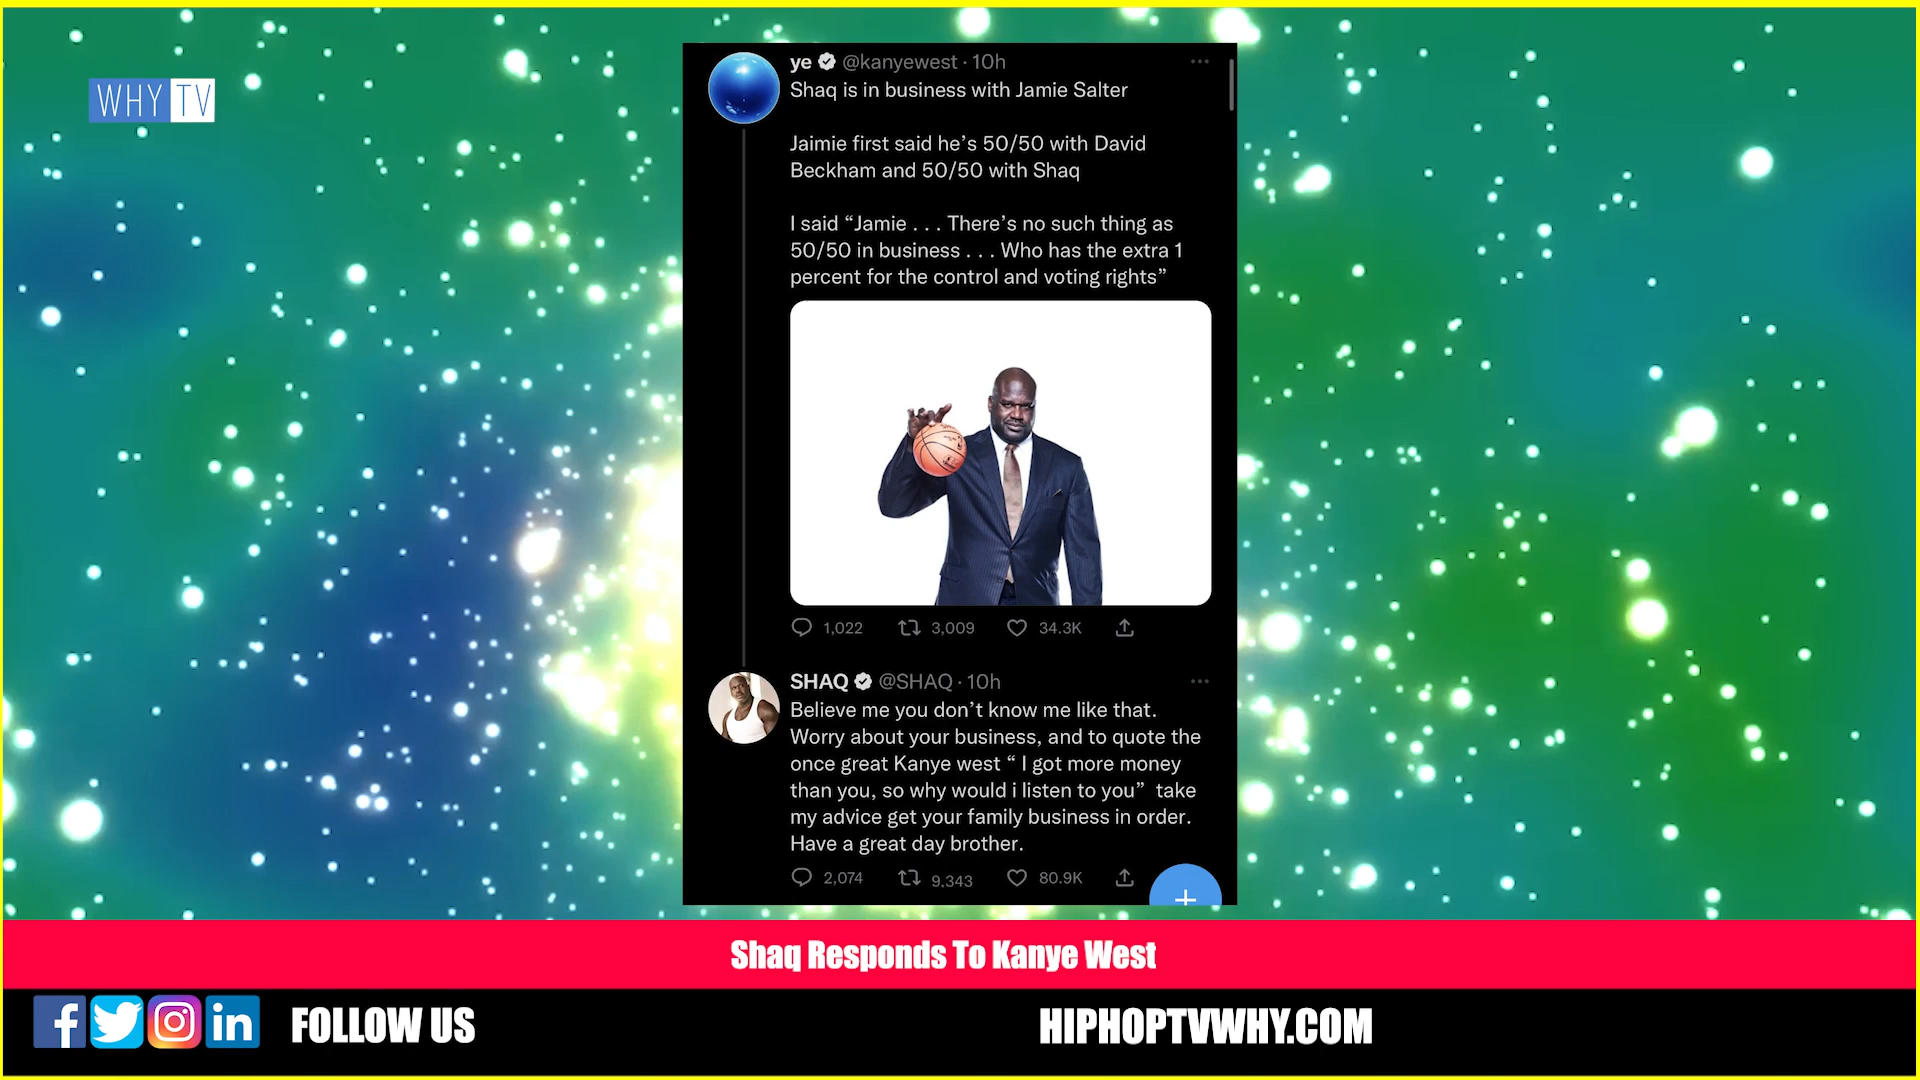 WHY TV
ye @kanyewest · 10h
Shaq is in business with Jamie Salter
Jaimie first said he's 50/50 with David
Beckham and 50/50 with Shaq
I said “Jamie . . . There's no such thing as
50/50 in business . . . Who has the extra 1
percent for the control and voting rights”
1,022 3,009 34.3K
SHAQ @SHAQ · 10h
Believe me you don't know me like that.
Worry about your business, and to quote the
once great Kanye west “ I got more money
than you, so why would i listen to you” take
my advice get your family business in order.
Have a great day brother.
2,074 9,343 80.9K
Shaq Responds To Kanye West
FOLLOW US
HIPHOPTVWHY.COM